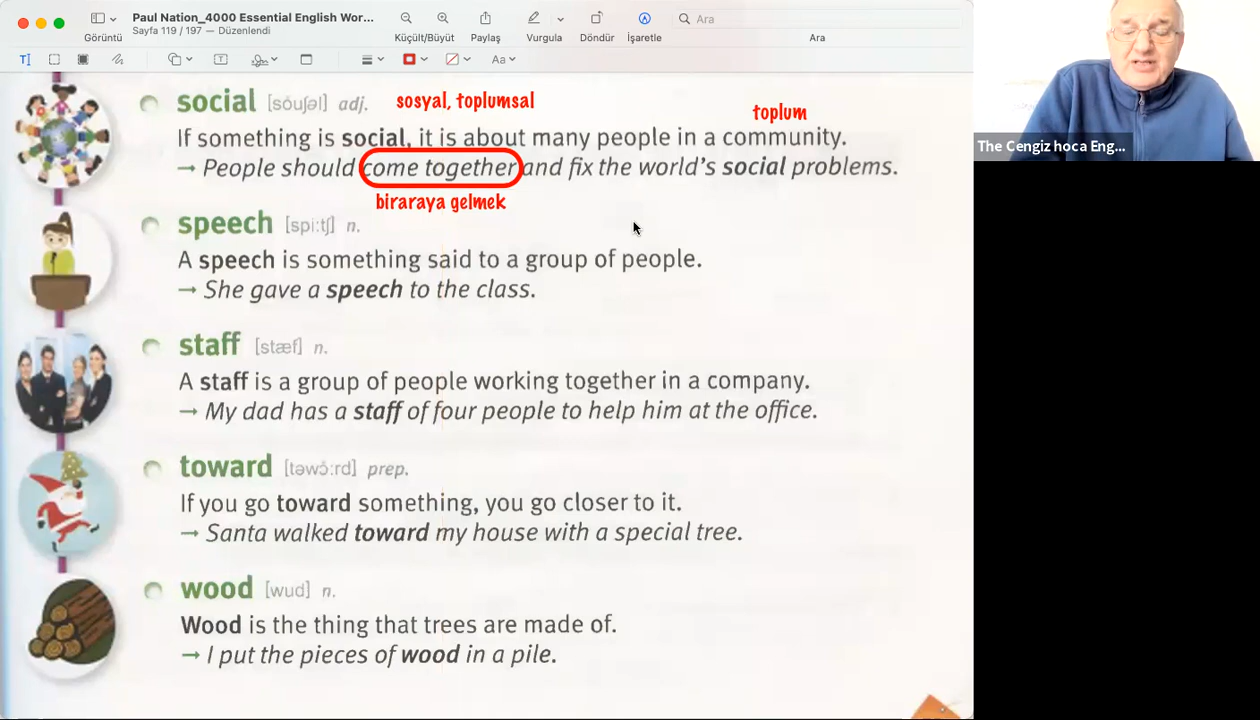 Paul Nation_4000 Essential English Wor...
Sayfa 119 / 197 — Düzenlendi
Görüntü
Küçült/Büyüt
Paylaş
Vurgula
Döndür
İşaretle
Ara
Ara
Aa
social [sóuʃəl] adj. sosyal, toplumsal
toplum
If something is social, it is about many people in a community.
→ People should come together and fix the world's social problems.
biraraya gelmek
speech [spi:tʃ] n.
A speech is something said to a group of people.
→ She gave a speech to the class.
staff [stæf] n.
A staff is a group of people working together in a company.
→ My dad has a staff of four people to help him at the office.
toward [təwɔ́:rd] prep.
If you go toward something, you go closer to it.
→ Santa walked toward my house with a special tree.
wood [wud] n.
Wood is the thing that trees are made of.
→ I put the pieces of wood in a pile.
The Cengiz hoca Eng...